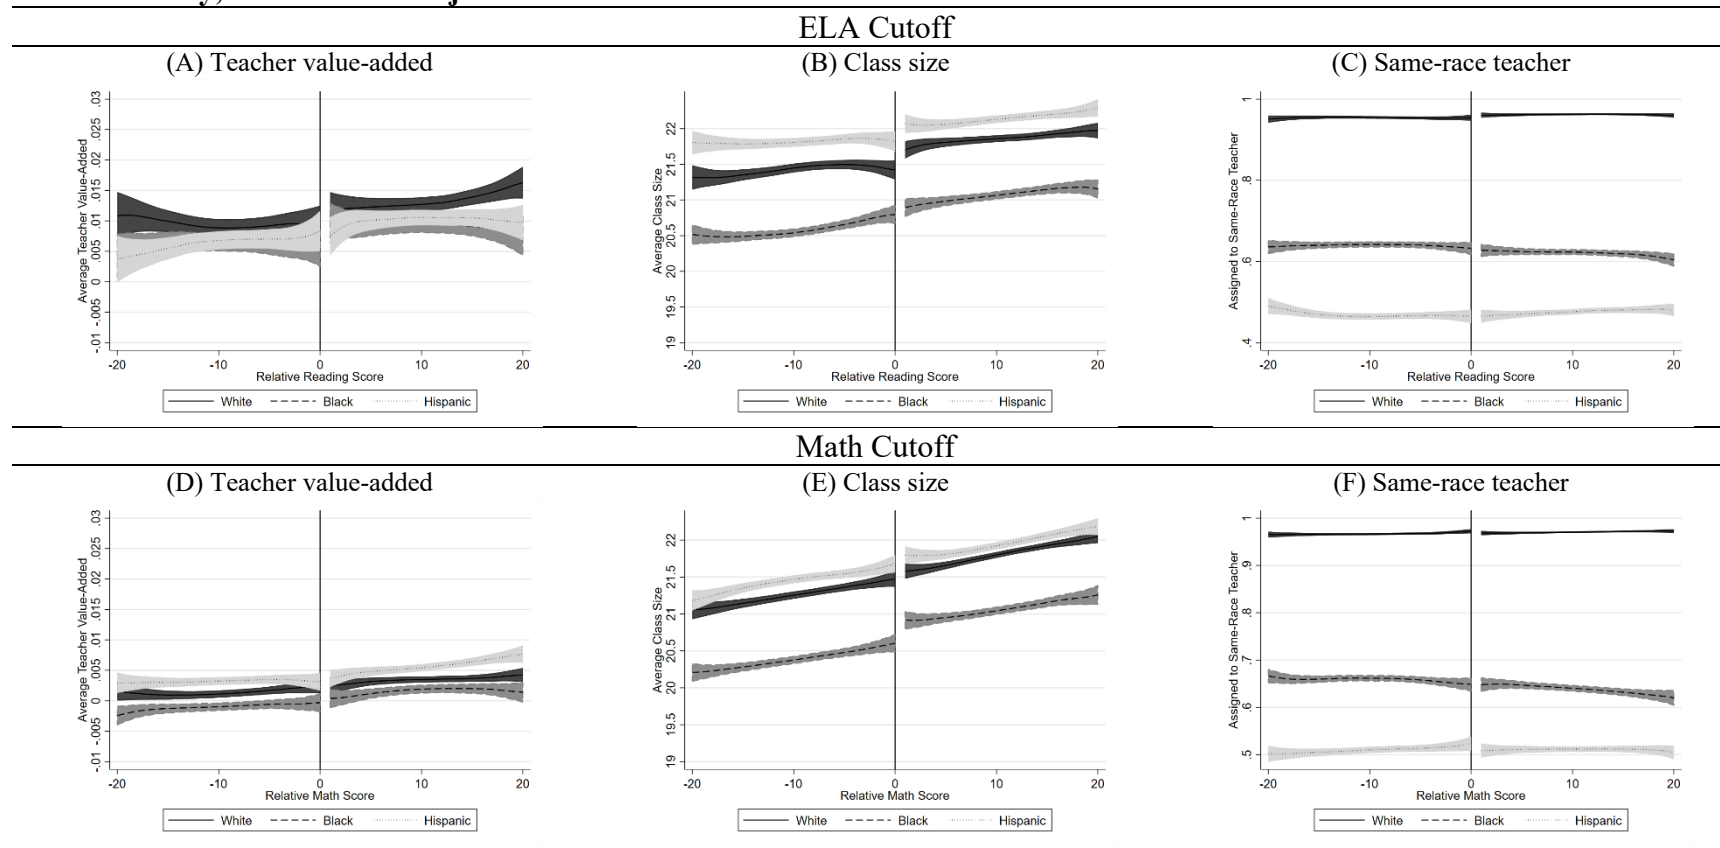 ELA Cutoff
(A) Teacher value-added
(B) Class size
(C) Same-race teacher
Average Teacher Value-Added
-.01 -.005 0 .005 .01 .015 .02 .025 .03
-20 -10 0 10 20
Relative Reading Score
White Black Hispanic
Average Class Size
19 19.5 20 20.5 21 21.5 22
-20 -10 0 10 20
Relative Reading Score
White Black Hispanic
Assigned to Same-Race Teacher
.4 .6 .8 1
-20 -10 0 10 20
Relative Reading Score
White Black Hispanic
Math Cutoff
(D) Teacher value-added
(E) Class size
(F) Same-race teacher
Average Teacher Value-Added
-.01 -.005 0 .005 .01 .015 .02 .025 .03
-20 -10 0 10 20
Relative Math Score
White Black Hispanic
Average Class Size
19 19.5 20 20.5 21 21.5 22
-20 -10 0 10 20
Relative Math Score
White Black Hispanic
Assigned to Same-Race Teacher
.5 .6 .7 .8 .9 1
-20 -10 0 10 20
Relative Math Score
White Black Hispanic